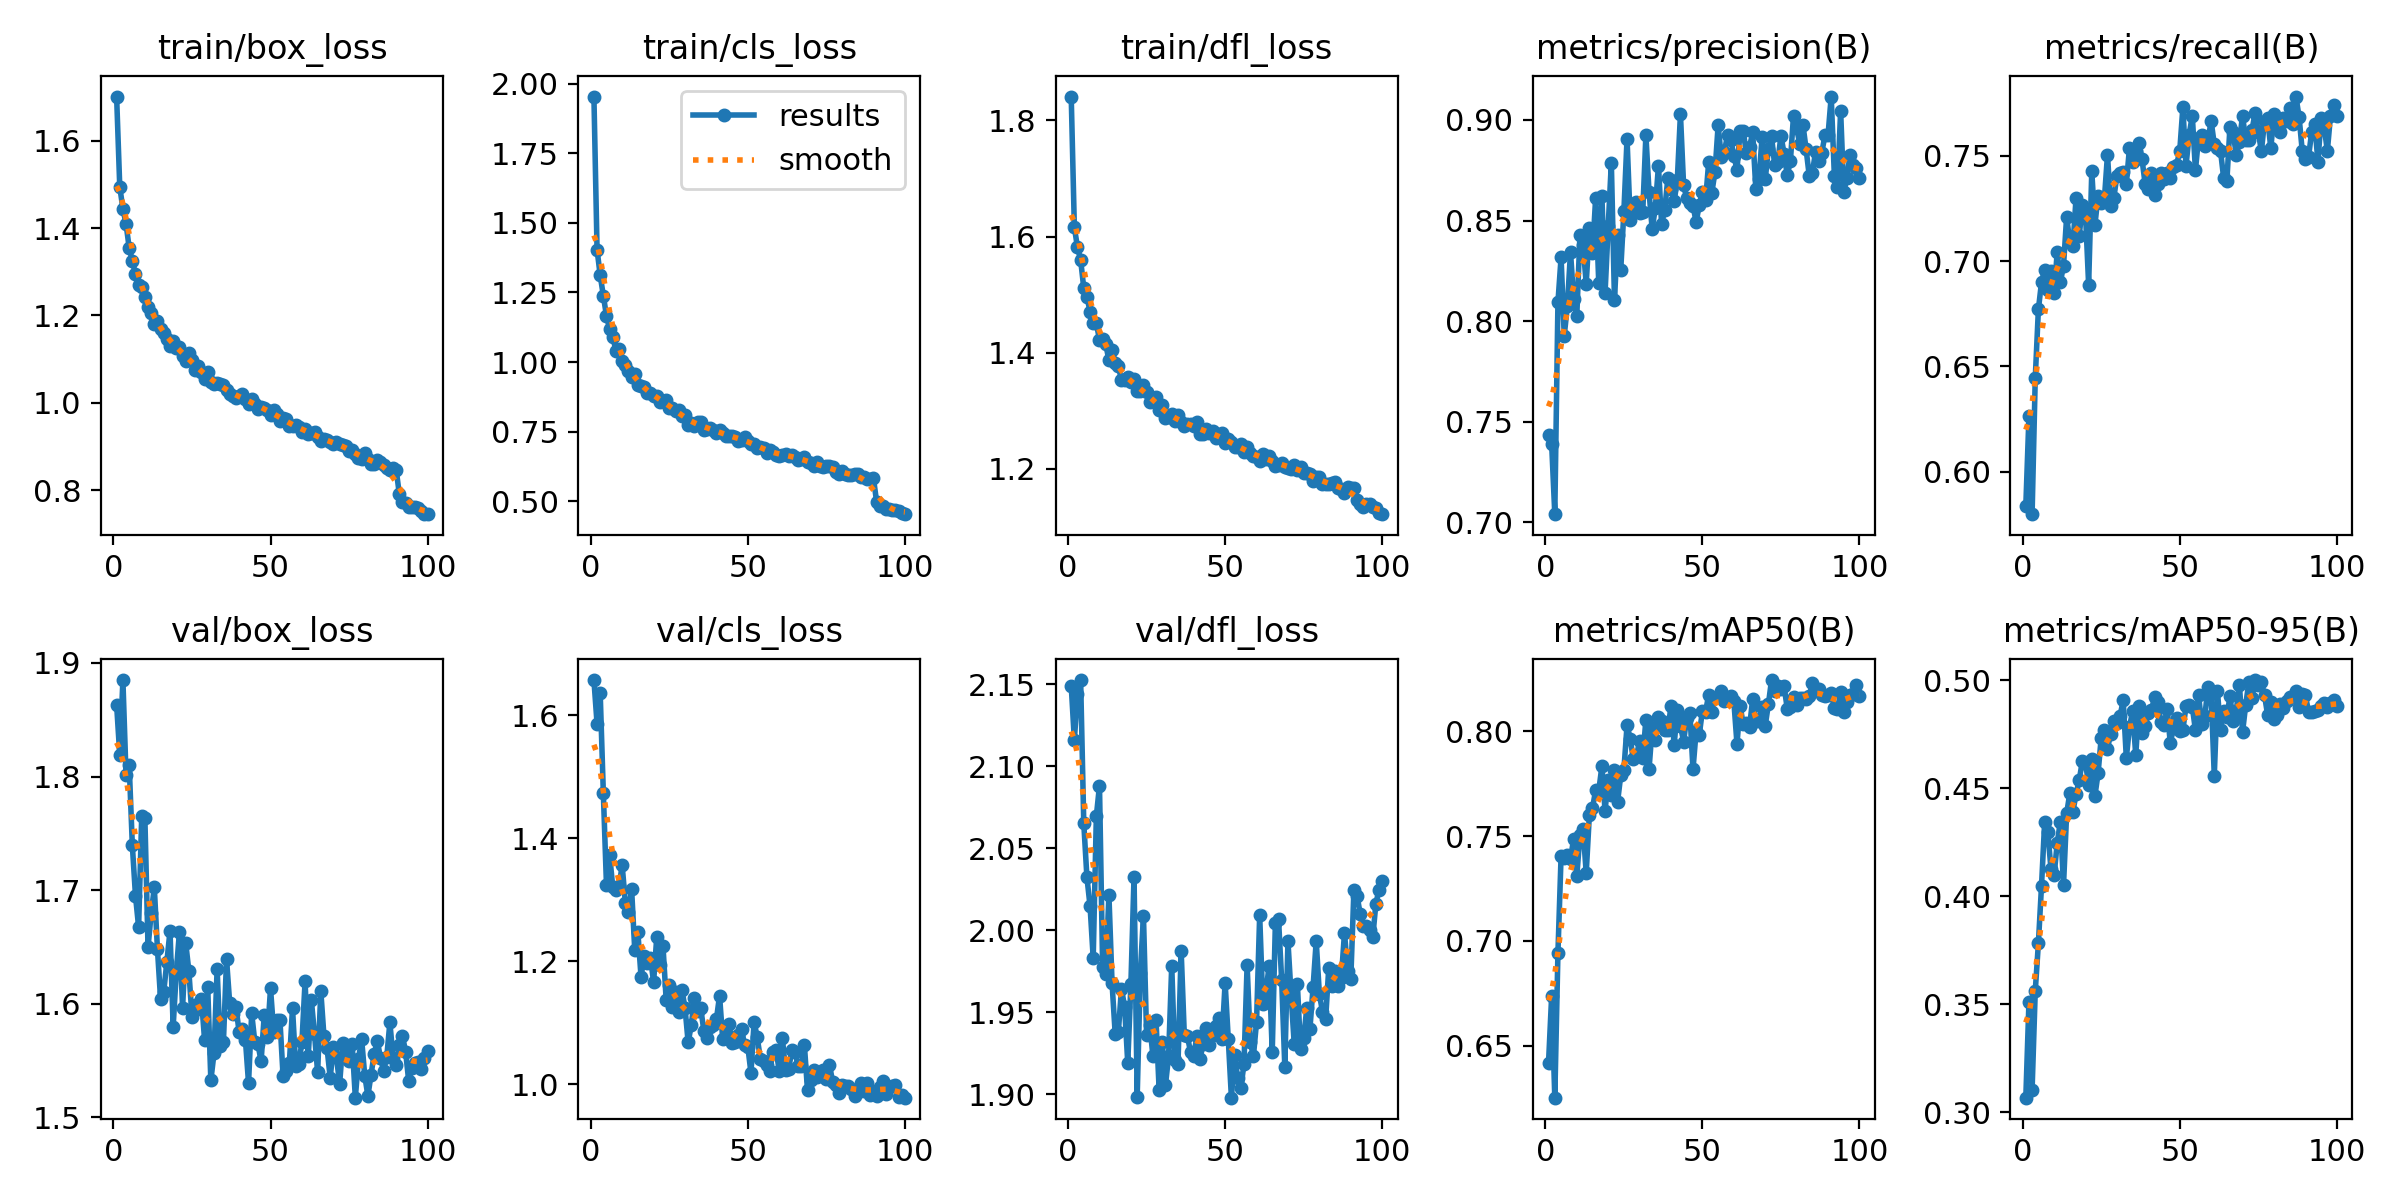 train/box_loss
1.6
1.4
1.2
1.0
0.8
0 50 100
train/cls_loss
2.00
1.75
1.50
1.25
1.00
0.75
0.50
results
smooth
0 50 100
train/dfl_loss
1.8
1.6
1.4
1.2
0 50 100
metrics/precision(B)
0.90
0.85
0.80
0.75
0.70
0 50 100
metrics/recall(B)
0.75
0.70
0.65
0.60
0 50 100
val/box_loss
1.9
1.8
1.7
1.6
1.5
0 50 100
val/cls_loss
1.6
1.4
1.2
1.0
0 50 100
val/dfl_loss
2.15
2.10
2.05
2.00
1.95
1.90
0 50 100
metrics/mAP50(B)
0.80
0.75
0.70
0.65
0 50 100
metrics/mAP50-95(B)
0.50
0.45
0.40
0.35
0.30
0 50 100